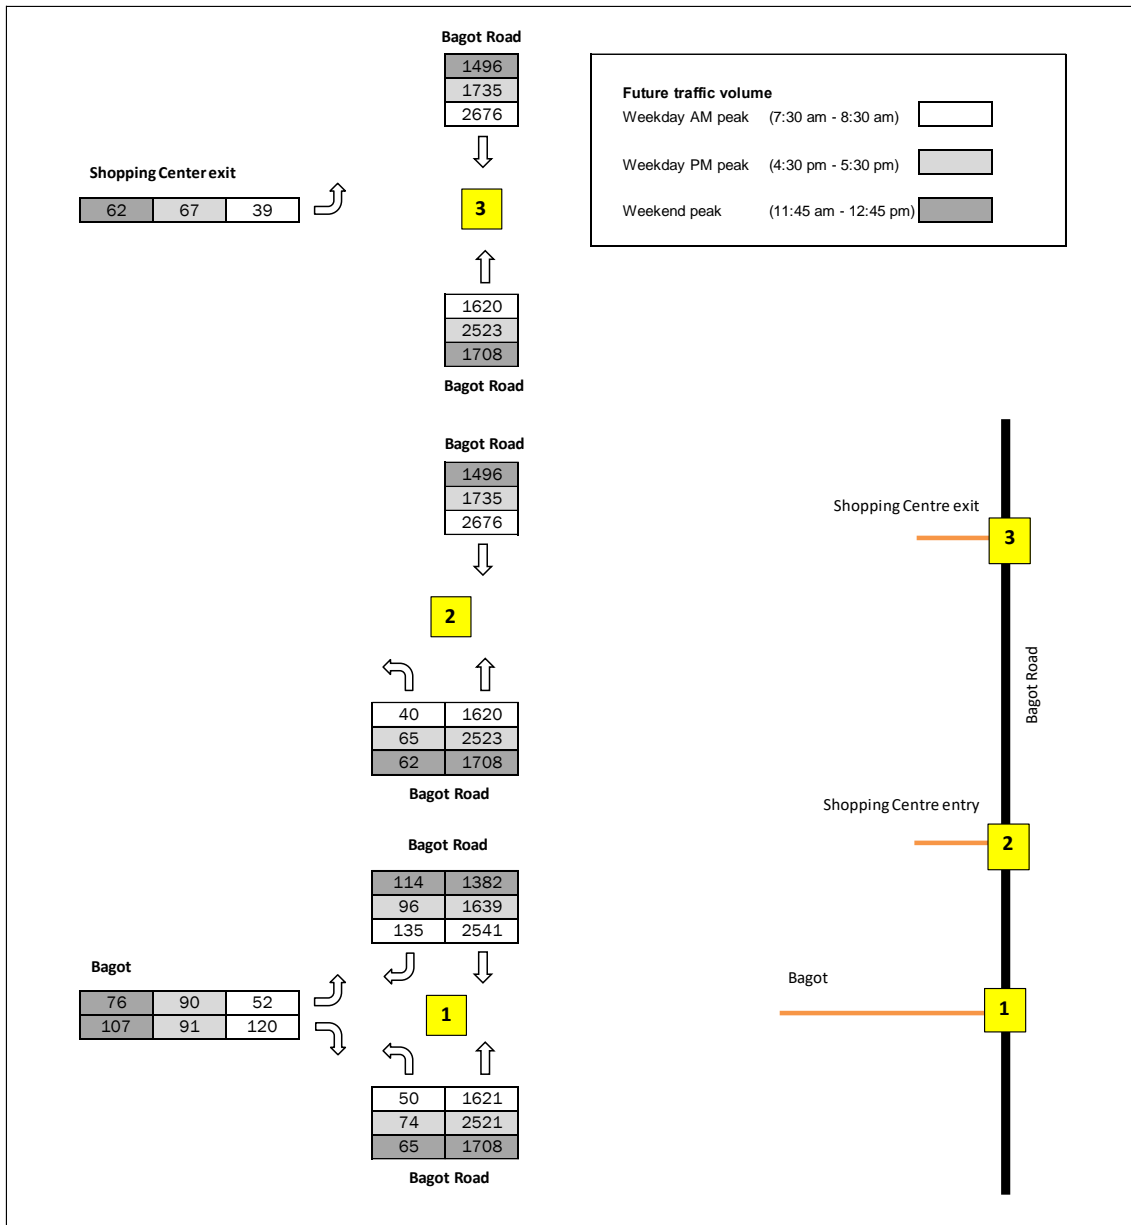 Bagot Road
1496
1735
2676
Future traffic volume
Weekday AM peak (7:30 am - 8:30 am)
Weekday PM peak (4:30 pm - 5:30 pm)
Weekend peak (11:45 am - 12:45 pm)
Shopping Center exit
62 67 39
3
1620
2523
1708
Bagot Road
Bagot Road
1496
1735
2676
2
40 1620
65 2523
62 1708
Bagot Road
Bagot Road
114 1382
96 1639
135 2541
Bagot
76 90 52
107 91 120
1
50 1621
74 2521
65 1708
Bagot Road
Shopping Centre exit
3
Bagot Road
Shopping Centre entry
2
Bagot
1